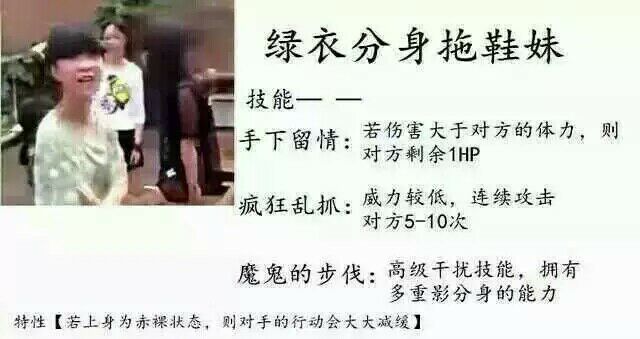 绿衣分身拖鞋妹
技能— —
手下留情：若伤害大于对方的体力，则
对方剩余1HP
疯狂乱抓：威力较低，连续攻击
对方5-10次
魔鬼的步伐：高级干扰技能，拥有
多重影分身的能力
特性【若上身为赤裸状态，则对手的行动会大大减缓】